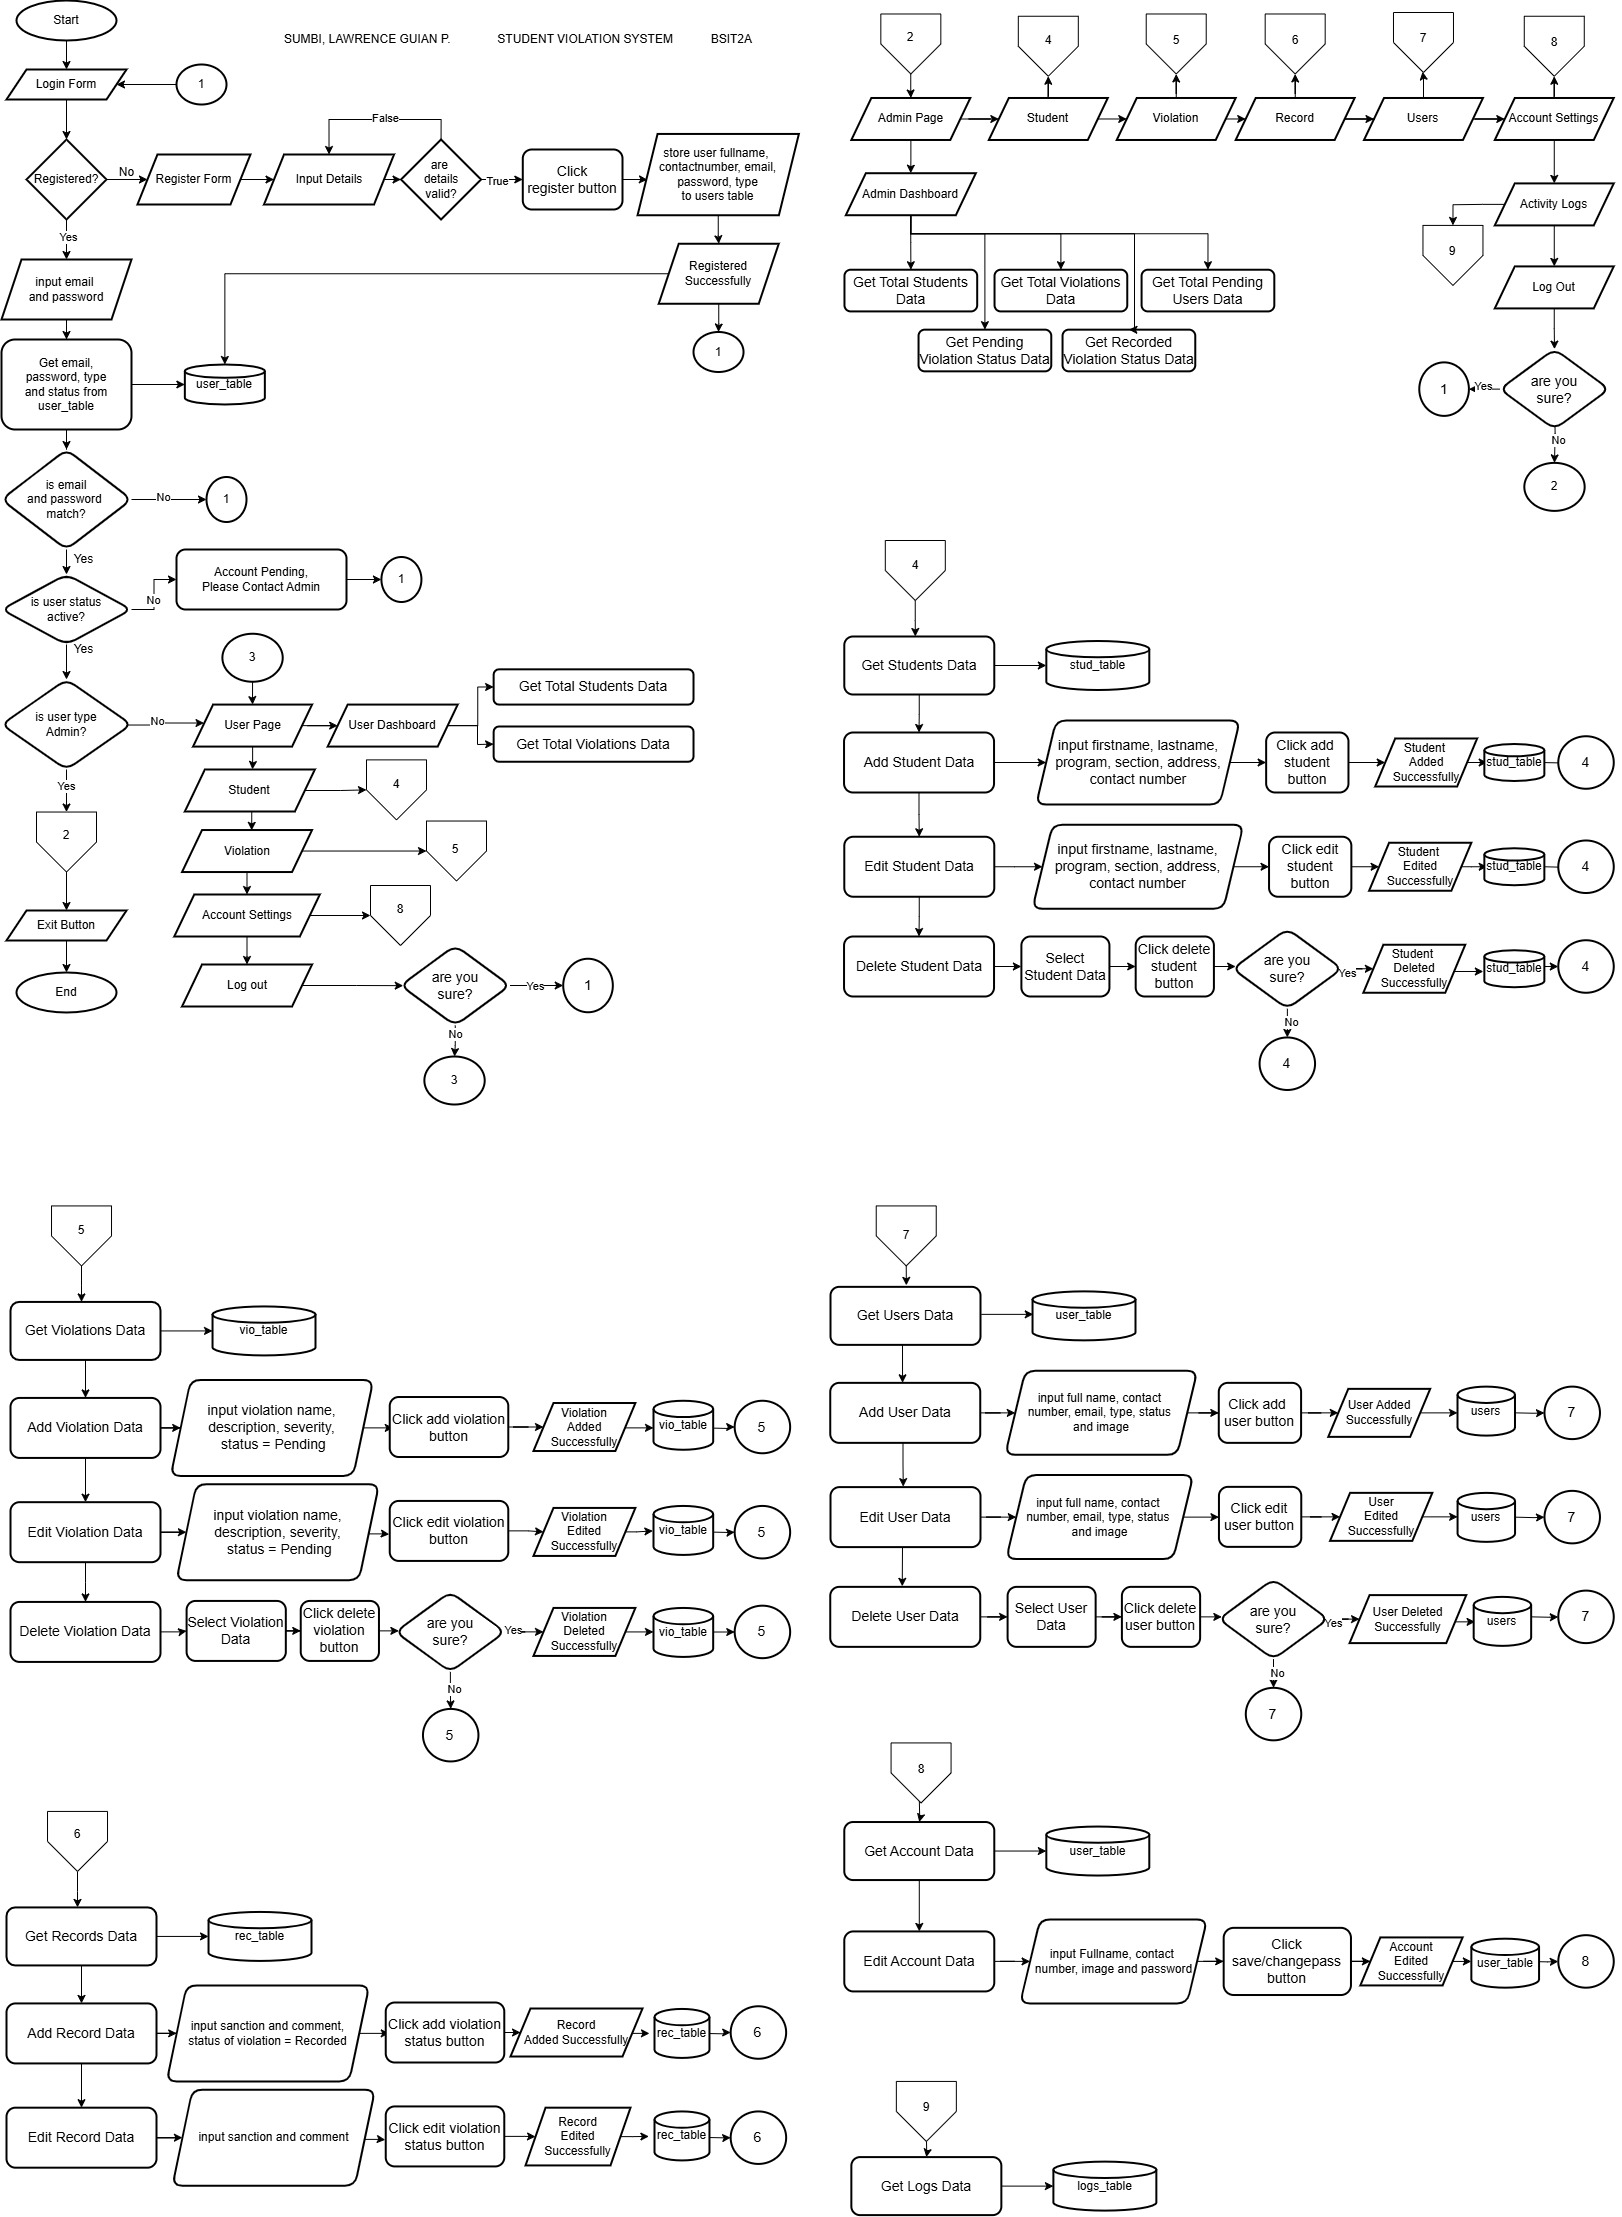 Start
SUMBI, LAWRENCE GUIAN P.
STUDENT VIOLATION SYSTEM
BSIT2A
Login Form
1
Registered?
No
Register Form
Input Details
False
are
details
valid?
True
Click
register button
store user fullname,
contactnumber, email,
password, type
to users table
Registered
Successfully
1
Yes
input email
and password
Get email,
password, type
and status from
user_table
user_table
is email
and password
match?
No
1
Yes
is user status
active?
No
Account Pending,
Please Contact Admin
1
Yes
is user type
Admin?
No
Yes
2
Exit Button
End
3
User Page
User Dashboard
Get Total Students Data
Get Total Violations Data
Student
4
Violation
5
Account Settings
8
Log out
are you
sure?
Yes
1
No
3
2
4
5
6
7
8
Admin Page
Student
Violation
Record
Users
Account Settings
Admin Dashboard
Get Total Students
Data
Get Total Violations
Data
Get Total Pending
Users Data
Get Pending
Violation Status Data
Get Recorded
Violation Status Data
Activity Logs
9
Log Out
are you
sure?
Yes
1
No
2
4
Get Students Data
stud_table
Add Student Data
input firstname, lastname,
program, section, address,
contact number
Click add
student
button
Student
Added
Successfully
stud_table
4
Edit Student Data
input firstname, lastname,
program, section, address,
contact number
Click edit
student
button
Student
Edited
Successfully
stud_table
4
Delete Student Data
Select
Student Data
Click delete
student
button
are you
sure?
Yes
Student
Deleted
Successfully
stud_table
4
No
4
5
Get Violations Data
vio_table
Add Violation Data
input violation name,
description, severity,
status = Pending
Click add violation
button
Violation
Added
Successfully
vio_table
5
Edit Violation Data
input violation name,
description, severity,
status = Pending
Click edit violation
button
Violation
Edited
Successfully
vio_table
5
Delete Violation Data
Select Violation
Data
Click delete
violation
button
are you
sure?
Yes
Violation
Deleted
Successfully
vio_table
5
No
5
7
Get Users Data
user_table
Add User Data
input full name, contact
number, email, type, status
and image
Click add
user button
User Added
Successfully
users
7
Edit User Data
input full name, contact
number, email, type, status
and image
Click edit
user button
User
Edited
Successfully
users
7
Delete User Data
Select User
Data
Click delete
user button
are you
sure?
Yes
User Deleted
Successfully
users
7
No
7
6
Get Records Data
rec_table
Add Record Data
input sanction and comment,
status of violation = Recorded
Click add violation
status button
Record
Added Successfully
rec_table
6
Edit Record Data
input sanction and comment
Click edit violation
status button
Record
Edited
Successfully
rec_table
6
8
Get Account Data
user_table
Edit Account Data
input Fullname, contact
number, image and password
Click
save/changepass
button
Account
Edited
Successfully
user_table
8
9
Get Logs Data
logs_table